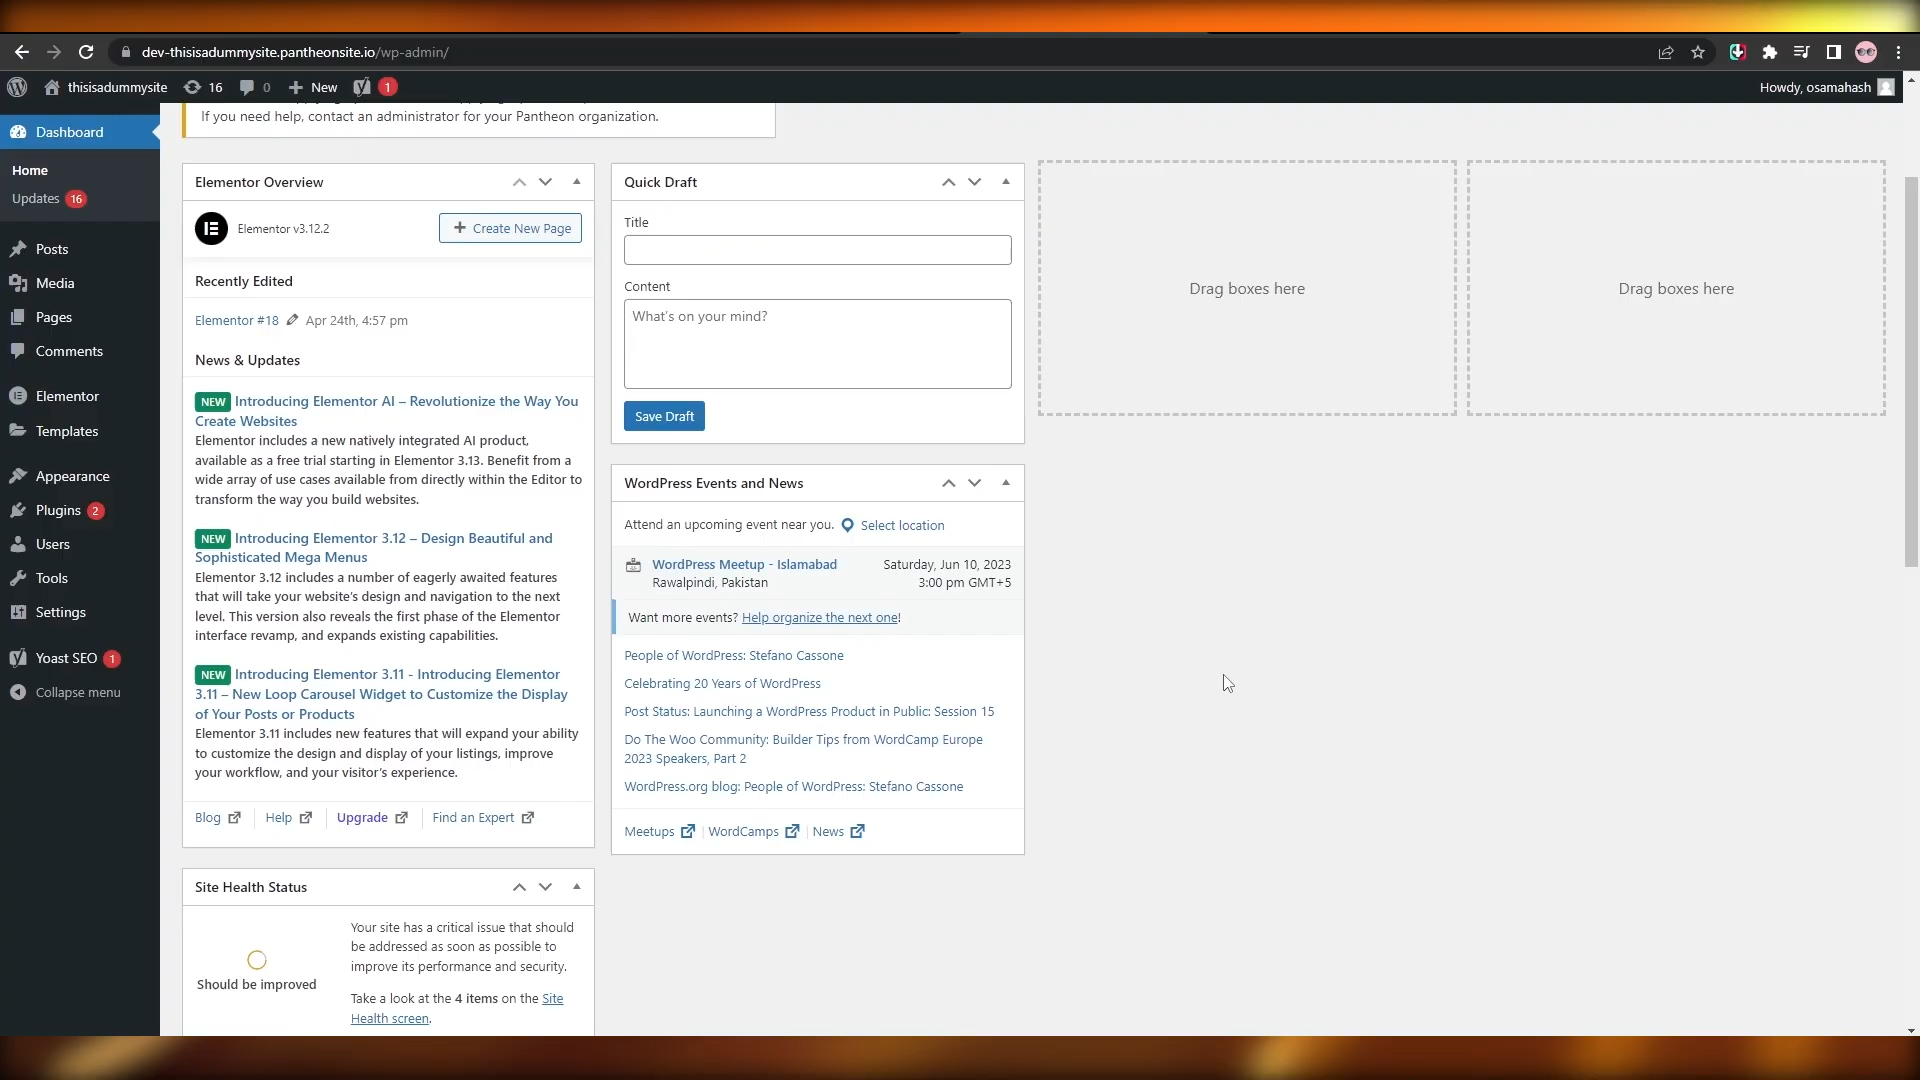 dev-thisisadummysite.pantheonsite.io/wp-admin/
thisisadummysite 16 0 New 1 Howdy, osamahash
If you need help, contact an administrator for your Pantheon organization.
Dashboard
Home
Updates 16
Posts
Media
Pages
Comments
Elementor
Templates
Appearance
Plugins 2
Users
Tools
Settings
Yoast SEO 1
Collapse menu
Elementor Overview
Elementor v3.12.2
Create New Page
Recently Edited
Elementor #18 Apr 24th, 4:57 pm
News & Updates
NEW Introducing Elementor AI – Revolutionize the Way You
Create Websites
Elementor includes a new natively integrated AI product,
available as a free trial starting in Elementor 3.13. Benefit from a
wide array of use cases available from directly within the Editor to
transform the way you build websites.
NEW Introducing Elementor 3.12 – Design Beautiful and
Sophisticated Mega Menus
Elementor 3.12 includes a number of eagerly awaited features
that will take your website's design and navigation to the next
level. This version also reveals the first phase of the Elementor
interface revamp, and expands existing capabilities.
NEW Introducing Elementor 3.11 - Introducing Elementor
3.11 – New Loop Carousel Widget to Customize the Display
of Your Posts or Products
Elementor 3.11 includes new features that will expand your ability
to customize the design and display of your listings, improve
your workflow, and your visitor's experience.
Blog Help Upgrade Find an Expert
Site Health Status
Should be improved
Your site has a critical issue that should
be addressed as soon as possible to
improve its performance and security.
Take a look at the 4 items on the Site
Health screen.
Quick Draft
Title
Content
What's on your mind?
Save Draft
WordPress Events and News
Attend an upcoming event near you. Select location
WordPress Meetup - Islamabad Saturday, Jun 10, 2023
Rawalpindi, Pakistan 3:00 pm GMT+5
Want more events? Help organize the next one!
People of WordPress: Stefano Cassone
Celebrating 20 Years of WordPress
Post Status: Launching a WordPress Product in Public: Session 15
Do The Woo Community: Builder Tips from WordCamp Europe
2023 Speakers, Part 2
WordPress.org blog: People of WordPress: Stefano Cassone
Meetups WordCamps News
Drag boxes here
Drag boxes here